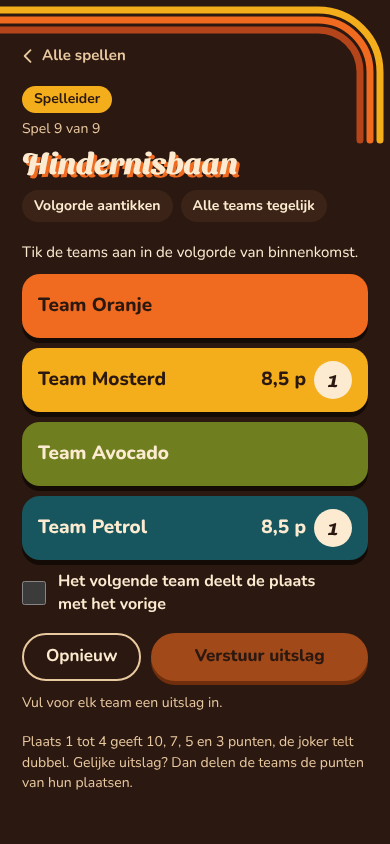 Alle spellen
Spelleider
Spel 9 van 9
Hindernisbaan
Volgorde aantikken
Alle teams tegelijk
Tik de teams aan in de volgorde van binnenkomst.
Team Oranje
Team Mosterd 8,5 p 1
Team Avocado
Team Petrol 8,5 p 1
Het volgende team deelt de plaats
met het vorige
Opnieuw
Verstuur uitslag
Vul voor elk team een uitslag in.
Plaats 1 tot 4 geeft 10, 7, 5 en 3 punten, de joker telt
dubbel. Gelijke uitslag? Dan delen de teams de punten
van hun plaatsen.